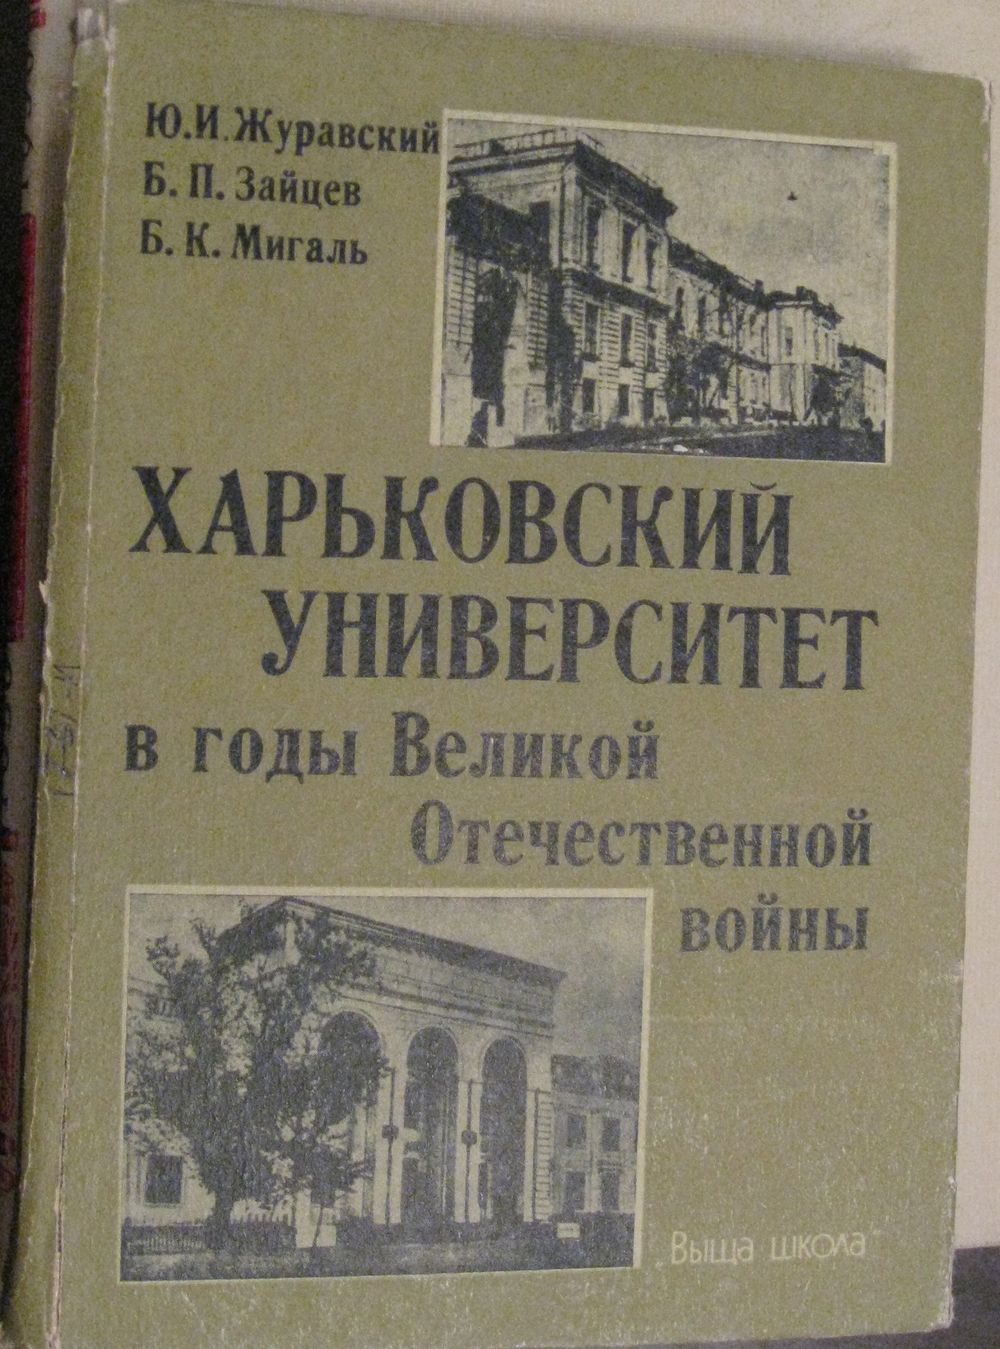 Ю.И.Журавский
Б. П. Зайцев
Б. К. Мигаль
ХАРЬКОВСКИЙ
УНИВЕРСИТЕТ
в годы Великой
Отечественной
войны
„Выща школа"